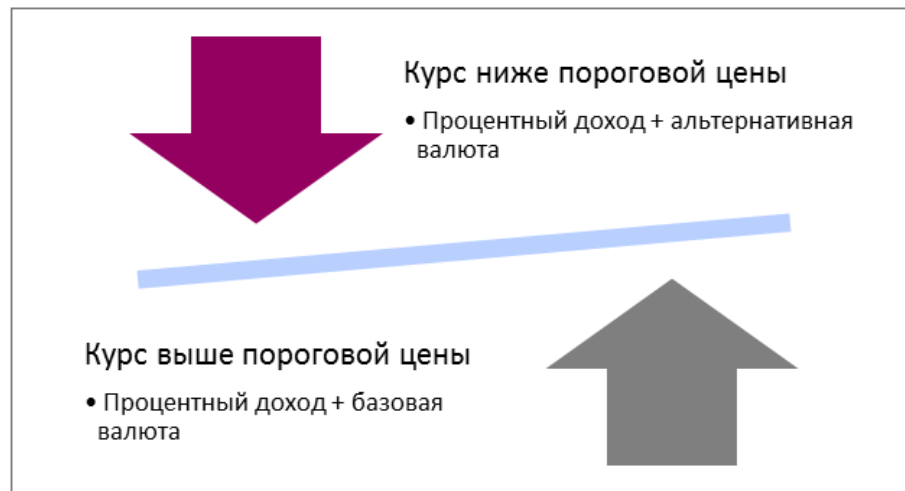 Курс ниже пороговой цены
• Процентный доход + альтернативная
валюта
Курс выше пороговой цены
• Процентный доход + базовая
валюта